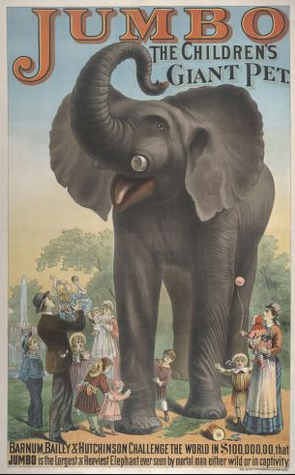 JUMBO
THE CHILDREN'S
GIANT PET.
BARNUM, BAILEY & HUTCHINSON CHALLENGE THE WORLD IN $100,000,00, that
JUMBO is the Largest & Heaviest Elephant ever seen by mortal man either wild or in captivity.